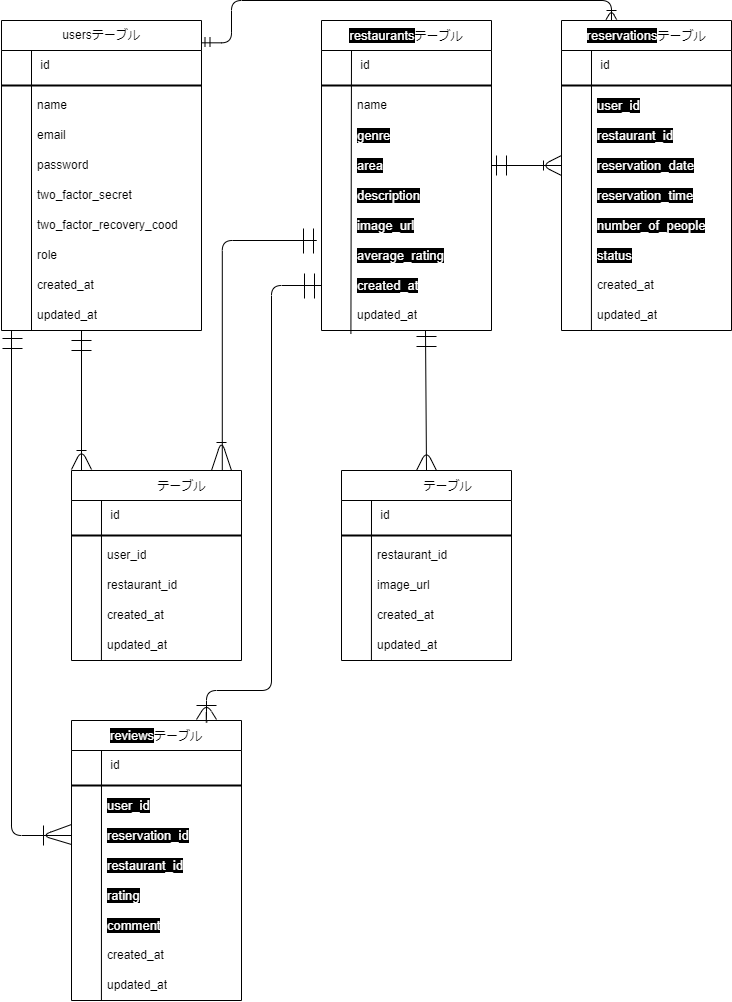 usersテーブル
id
name
email
password
two_factor_secret
two_factor_recovery_cood
role
created_at
updated_at
restaurantsテーブル
id
name
genre
area
description
image_url
average_rating
created_at
updated_at
reservationsテーブル
id
user_id
restaurant_id
reservation_date
reservation_time
number_of_people
status
created_at
updated_at
テーブル
id
user_id
restaurant_id
created_at
updated_at
テーブル
id
restaurant_id
image_url
created_at
updated_at
reviewsテーブル
id
user_id
reservation_id
restaurant_id
rating
comment
created_at
updated_at